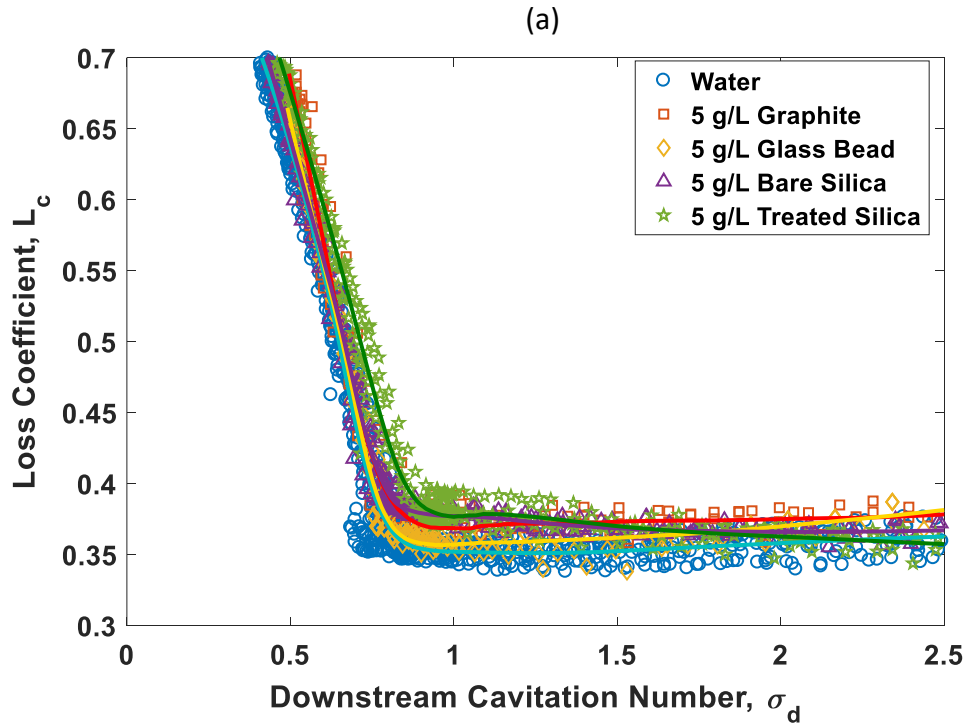 (a)
0.7
0.65
0.6
0.55
0.5
0.45
0.4
0.35
0.3
Loss Coefficient, L_c
Water
5 g/L Graphite
5 g/L Glass Bead
5 g/L Bare Silica
5 g/L Treated Silica
0
0.5
1
1.5
2
2.5
Downstream Cavitation Number, σ_d